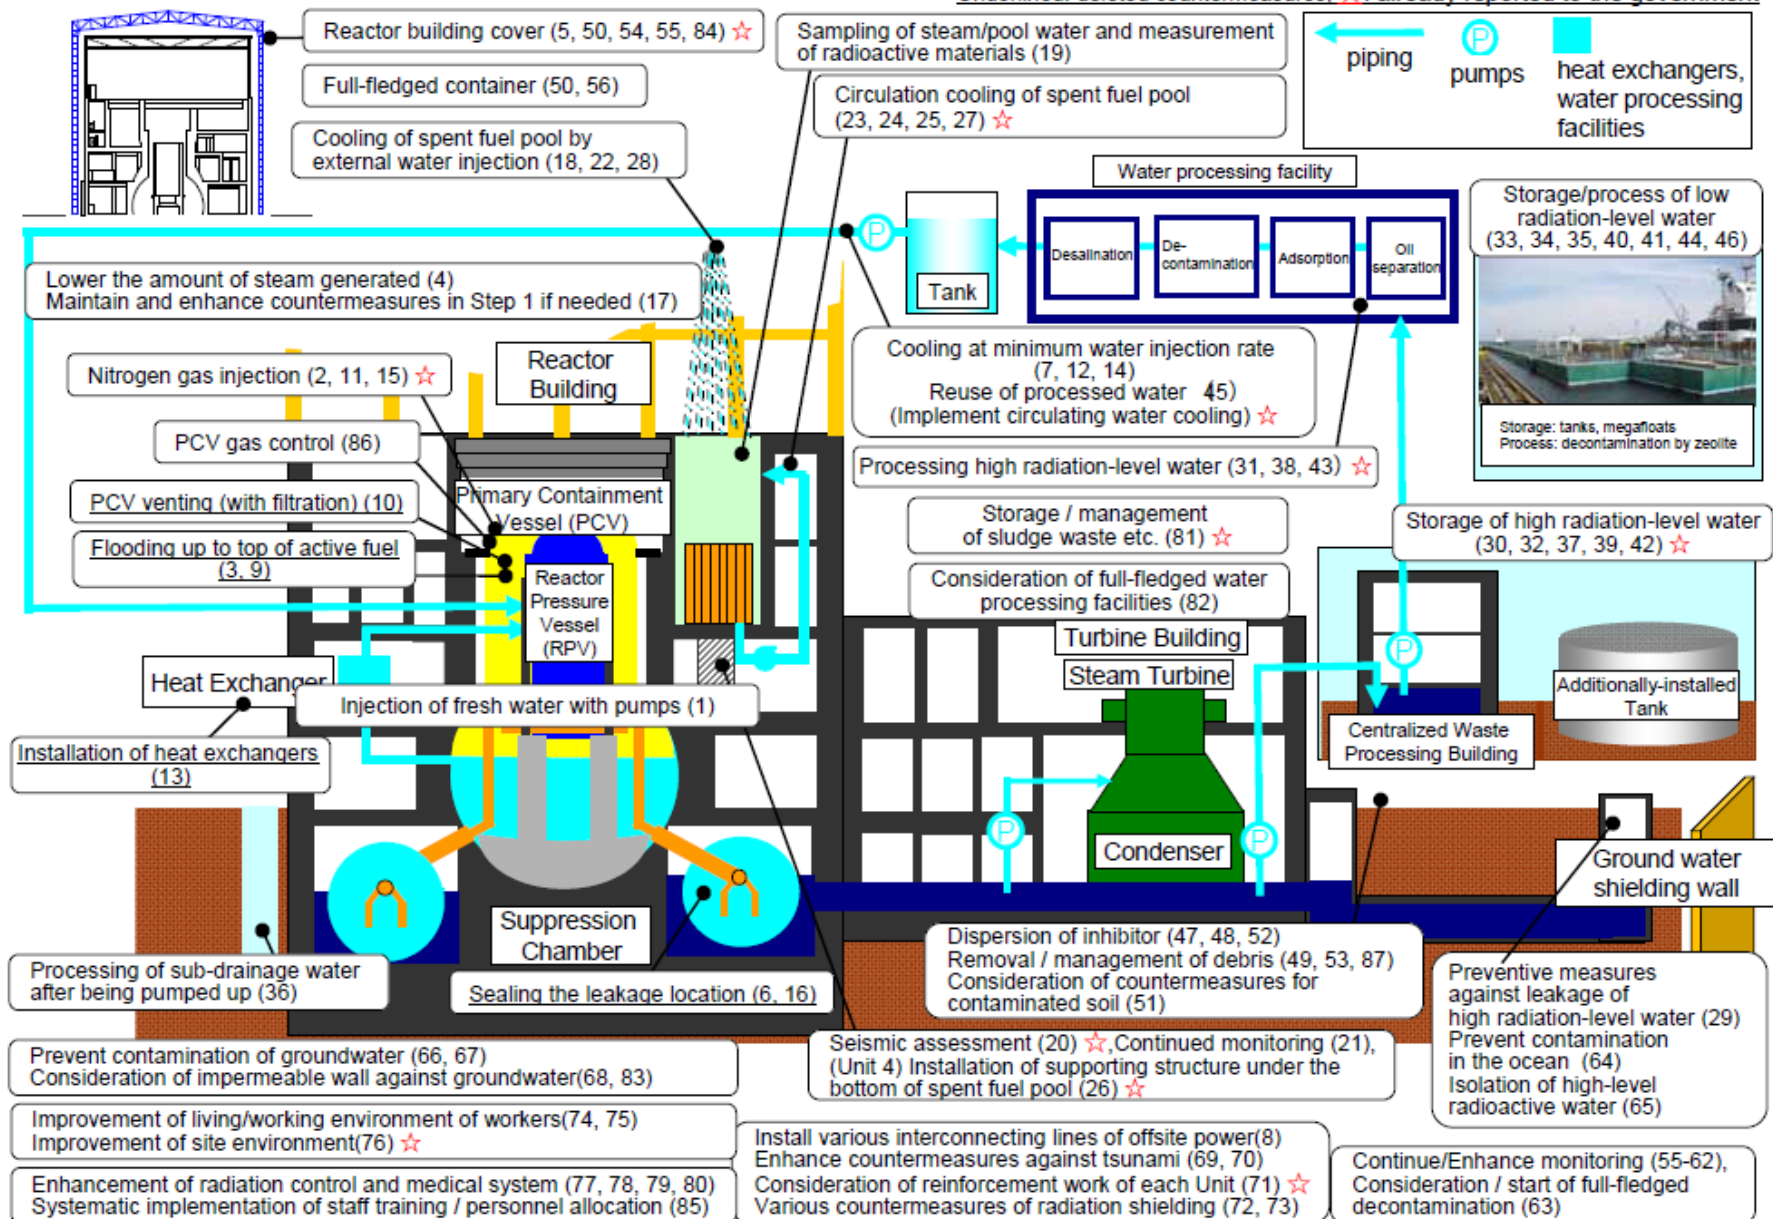 Underline: deleted countermeasures, ☆: already reported to the government
Reactor building cover (5, 50, 54, 55, 84) ☆
Full-fledged container (50, 56)
Cooling of spent fuel pool by
external water injection (18, 22, 28)
Sampling of steam/pool water and measurement
of radioactive materials (19)
Circulation cooling of spent fuel pool
(23, 24, 25, 27) ☆
piping
P
pumps
heat exchangers,
water processing
facilities
Water processing facility
Desalination
De-
contamination
Adsorption
Oil
separation
Tank
P
Storage/process of low
radiation-level water
(33, 34, 35, 40, 41, 44, 46)
Storage: tanks, megafloats
Process: decontamination by zeolite
Lower the amount of steam generated (4)
Maintain and enhance countermeasures in Step 1 if needed (17)
Reactor
Building
Nitrogen gas injection (2, 11, 15) ☆
PCV gas control (86)
PCV venting (with filtration) (10)
Flooding up to top of active fuel
(3, 9)
Primary Containment
Vessel (PCV)
Reactor
Pressure
Vessel
(RPV)
Cooling at minimum water injection rate
(7, 12, 14)
Reuse of processed water 45)
(Implement circulating water cooling) ☆
Processing high radiation-level water (31, 38, 43) ☆
Storage / management
of sludge waste etc. (81) ☆
Consideration of full-fledged water
processing facilities (82)
Storage of high radiation-level water
(30, 32, 37, 39, 42) ☆
Turbine Building
Steam Turbine
P
P
P
Condenser
Centralized Waste
Processing Building
Additionally-installed
Tank
Heat Exchanger
Injection of fresh water with pumps (1)
Installation of heat exchangers
(13)
Ground water
shielding wall
Suppression
Chamber
Processing of sub-drainage water
after being pumped up (36)
Sealing the leakage location (6, 16)
Dispersion of inhibitor (47, 48, 52)
Removal / management of debris (49, 53, 87)
Consideration of countermeasures for
contaminated soil (51)
Preventive measures
against leakage of
high radiation-level water (29)
Prevent contamination
in the ocean (64)
Isolation of high-level
radioactive water (65)
Seismic assessment (20) ☆,Continued monitoring (21),
(Unit 4) Installation of supporting structure under the
bottom of spent fuel pool (26) ☆
Prevent contamination of groundwater (66, 67)
Consideration of impermeable wall against groundwater(68, 83)
Improvement of living/working environment of workers(74, 75)
Improvement of site environment(76) ☆
Enhancement of radiation control and medical system (77, 78, 79, 80)
Systematic implementation of staff training / personnel allocation (85)
Install various interconnecting lines of offsite power(8)
Enhance countermeasures against tsunami (69, 70)
Consideration of reinforcement work of each Unit (71) ☆
Various countermeasures of radiation shielding (72, 73)
Continue/Enhance monitoring (55-62),
Consideration / start of full-fledged
decontamination (63)